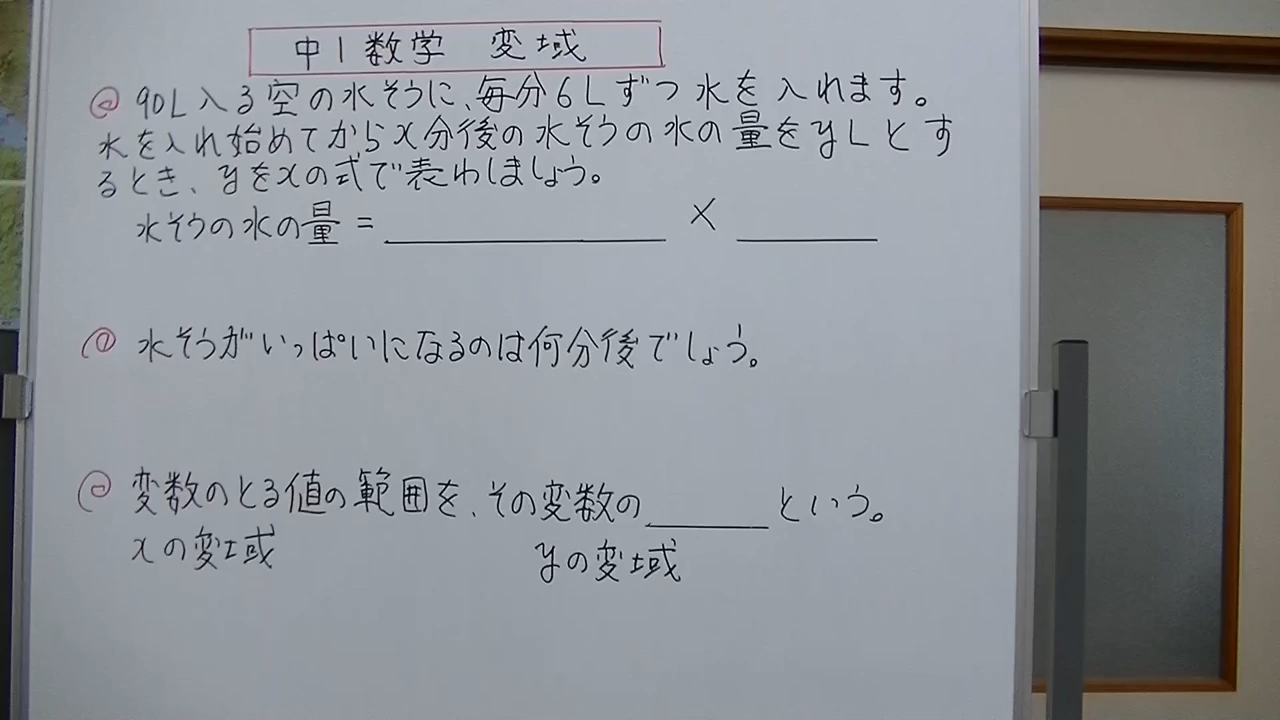 中1数学 変域
@ 90L入る空の水そうに、毎分6Lずつ水を入れます。
水を入れ始めてからx分後の水そうの水の量をyLとす
るとき、yをxの式で表わしましょう。
水そうの水の量 = ＿＿＿＿＿＿ × ＿＿＿
@ 水そうがいっぱいになるのは何分後でしょう。
@ 変数のとる値の範囲を、その変数の＿＿＿という。
xの変域 yの変域